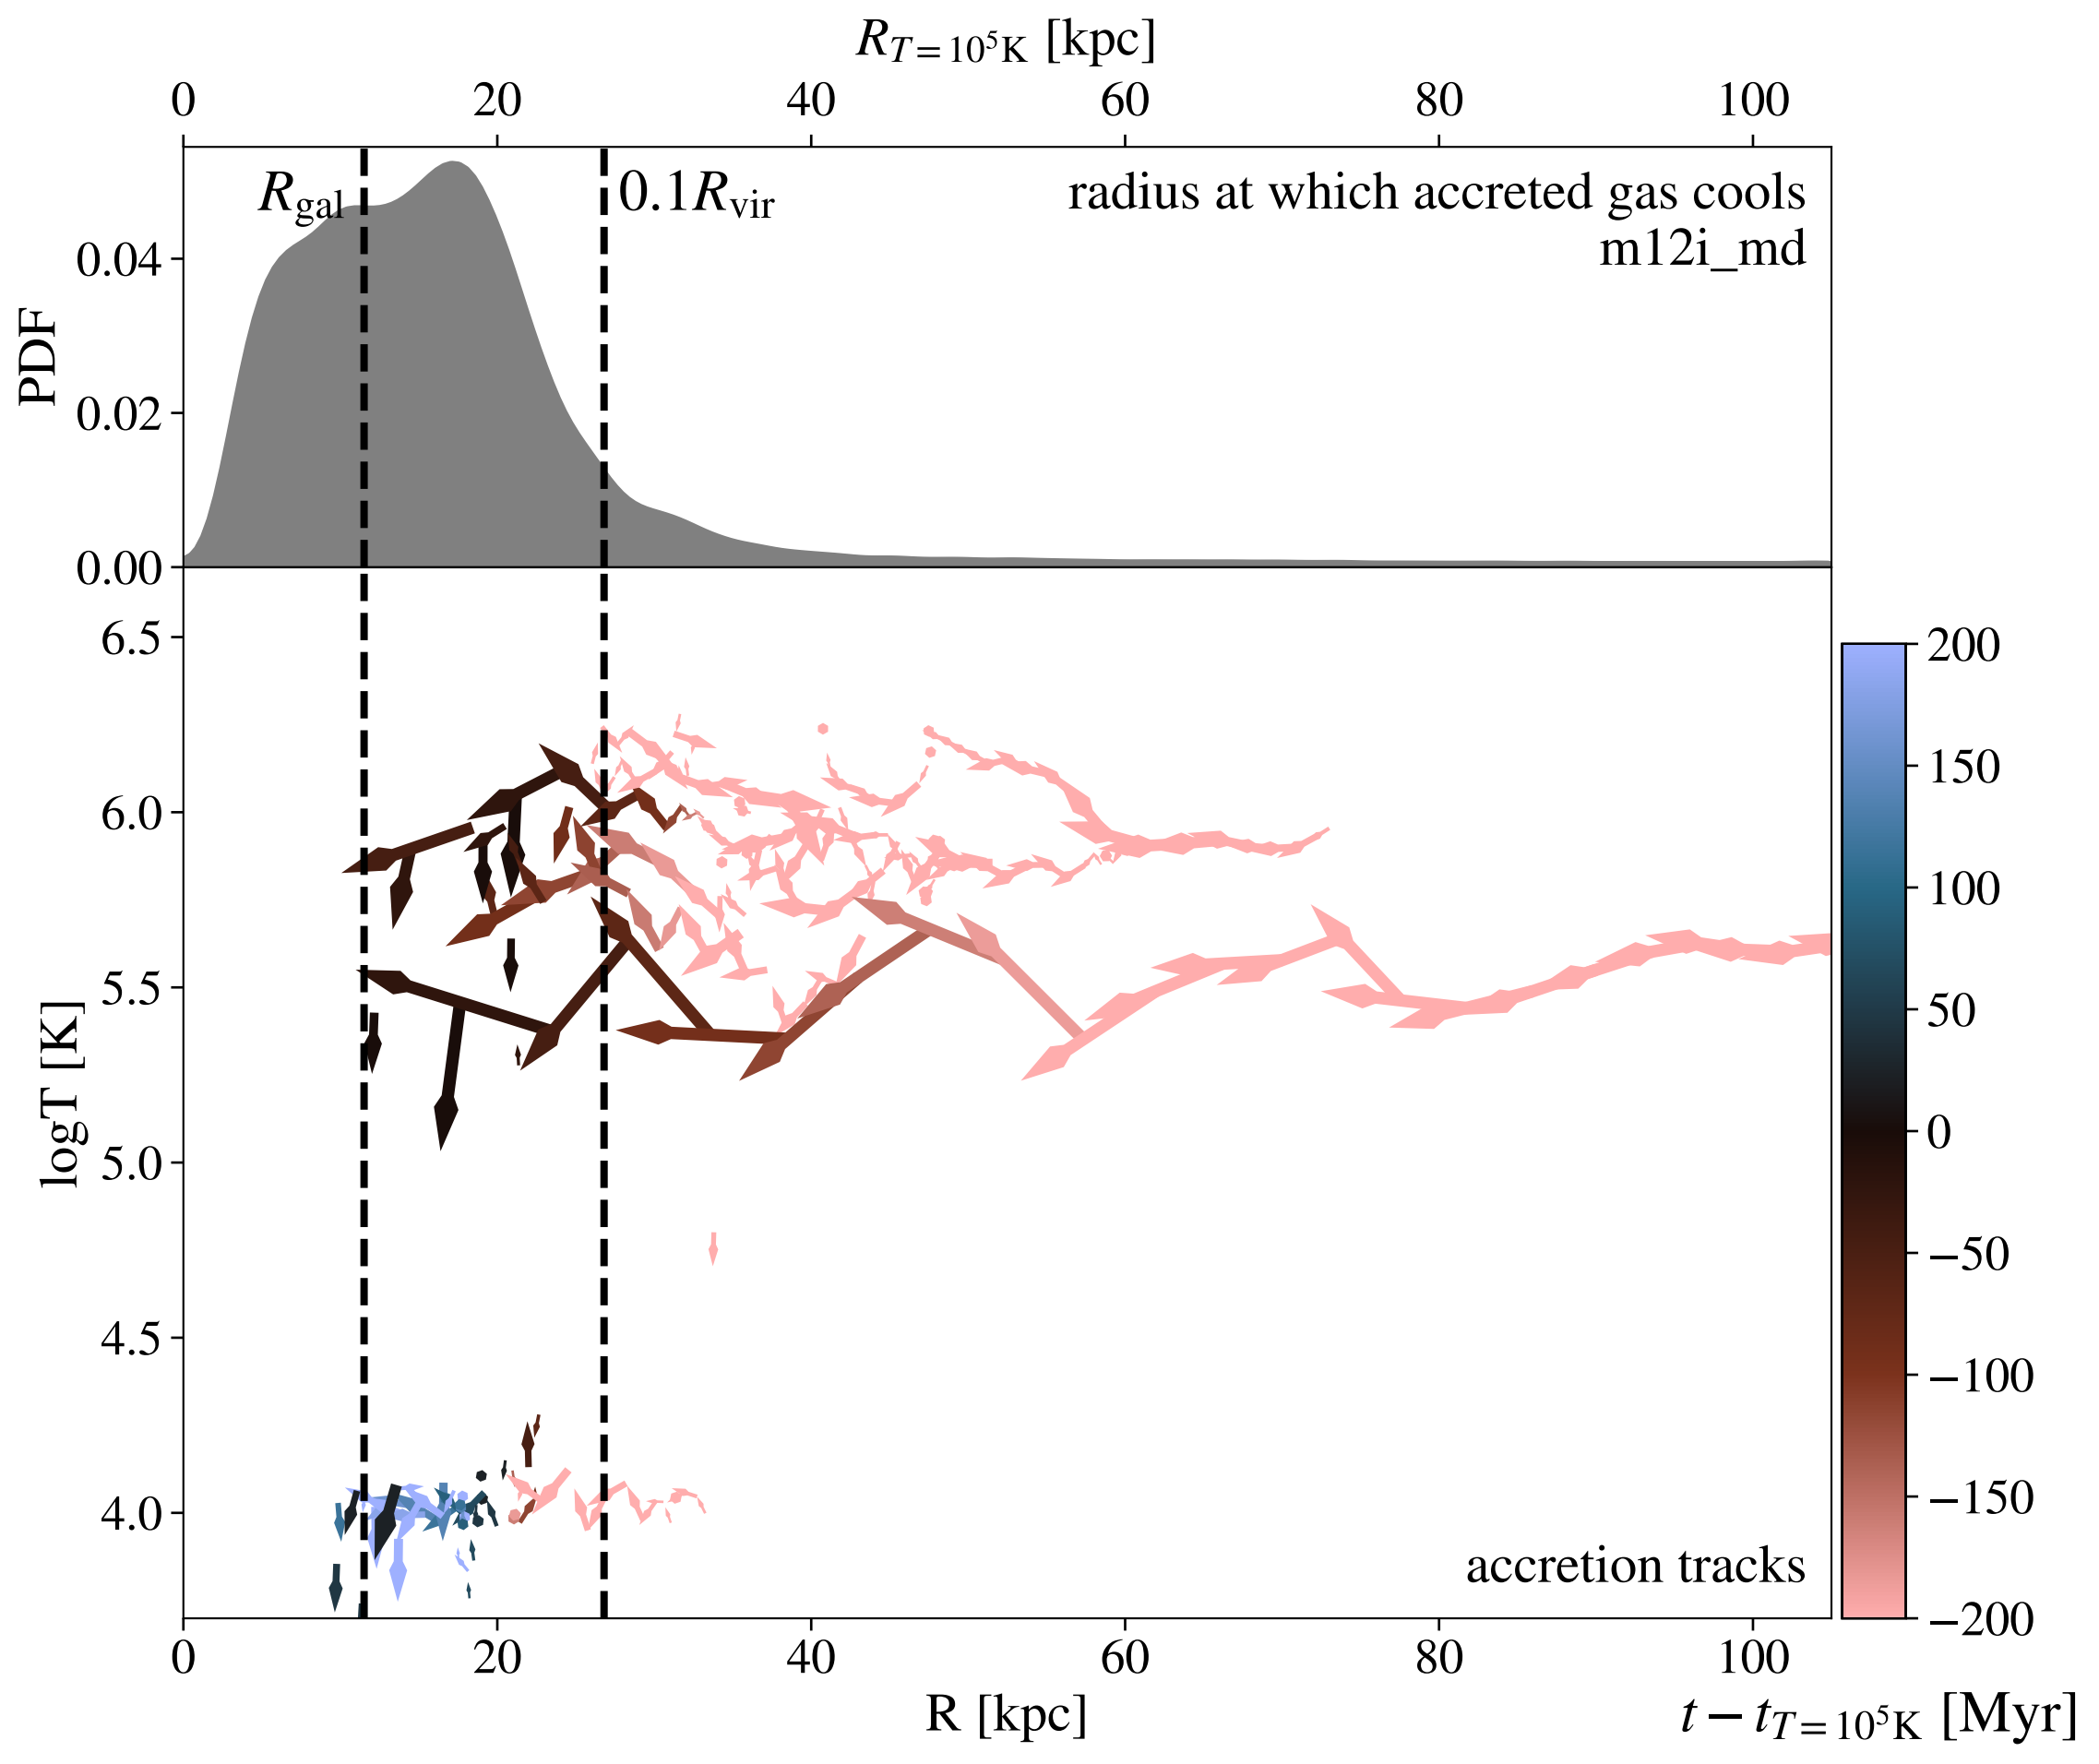 R_{T=10^5K} [kpc]
0 20 40 60 80 100
R_gal 0.1R_vir radius at which accreted gas cools
m12i_md
0.04
0.02
0.00
PDF
6.5
6.0
5.5
5.0
4.5
4.0
logT [K]
accretion tracks
0 20 40 60 80 100
R [kpc]
200
150
100
50
0
−50
−100
−150
−200
t − t_{T=10^5K} [Myr]